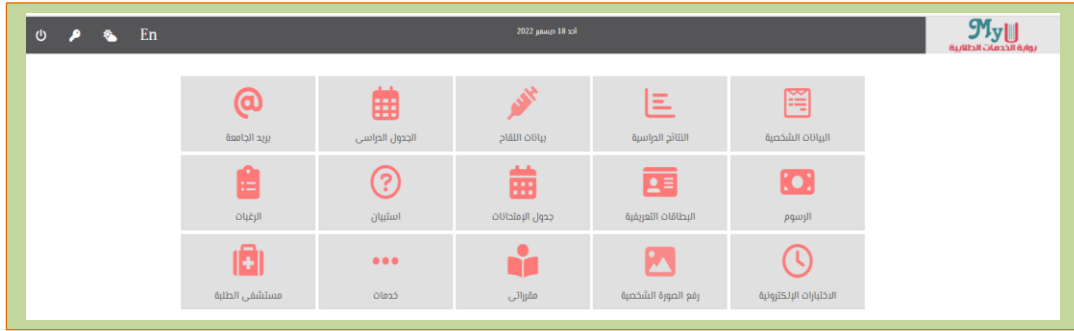 MyU
بوابة الخدمات الطلابية
احد 18 ديسمبر 2022
En
البيانات الشخصية
النتائج الدراسية
بيانات اللقاح
الجدول الدراسى
بريد الجامعة
الرسوم
البطاقات التعريفية
جدول الإمتحانات
استبيان
الرغبات
الاختبارات الإلكترونية
رفع الصورة الشخصية
مقرراتى
خدمات
مستشفى الطلبة